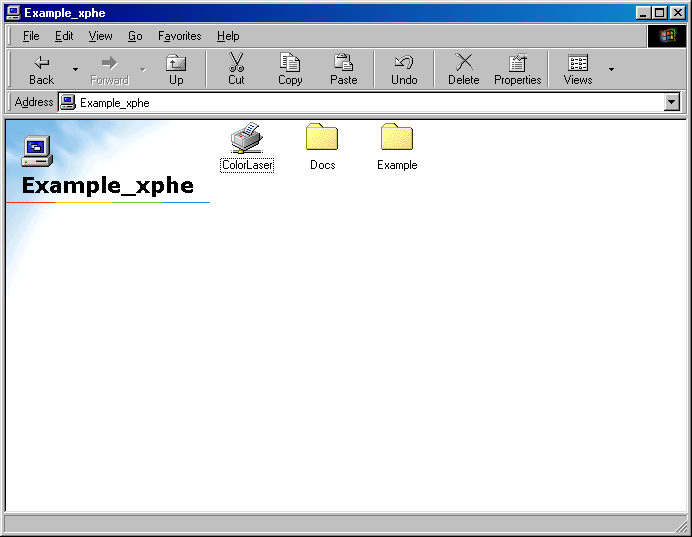 Example_xphe
File Edit View Go Favorites Help
Back Forward Up Cut Copy Paste Undo Delete Properties Views
Address Example_xphe
ColorLaser Docs Example
Example_xphe